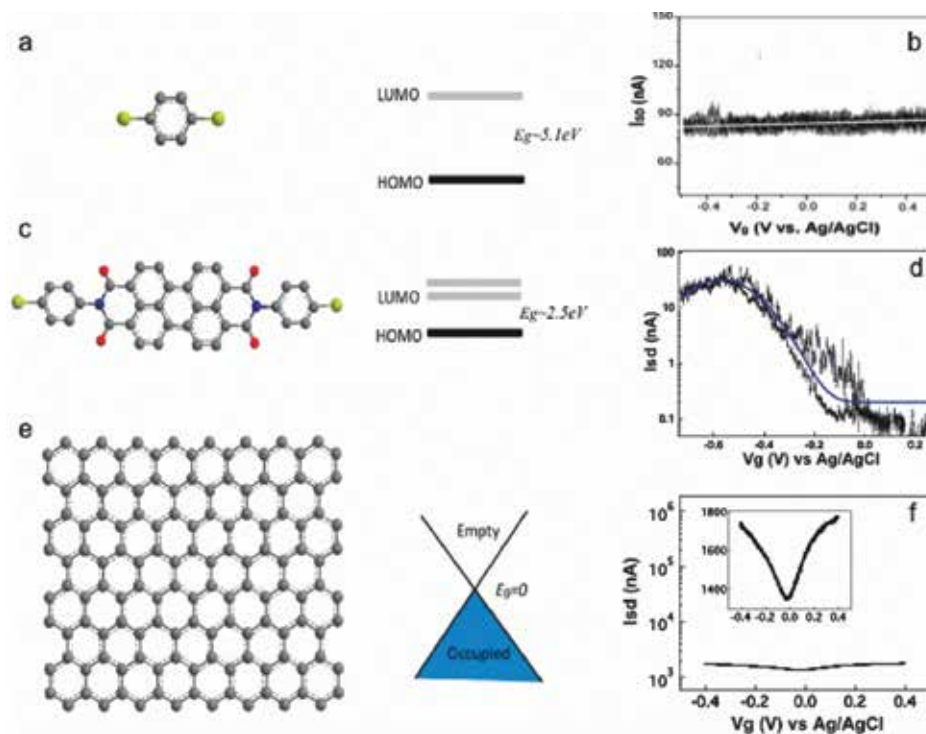 a
LUMO
Eg~5.1eV
HOMO
b
150
120
90
60
I_SD (nA)
-0.4 -0.2 0.0 0.2 0.4
Vg (V vs. Ag/AgCl)
c
LUMO
Eg~2.5eV
HOMO
d
100
10
1
0.1
Isd (nA)
-0.6 -0.4 -0.2 0.0 0.2
Vg (V) vs Ag/AgCl
e
Empty
Eg=0
Occupied
f
10^6
10^5
10^4
10^3
Isd (nA)
1800
1600
1400
-0.4 -0.2 0.0 0.2 0.4
-0.4 -0.2 0.0 0.2 0.4
Vg (V) vs Ag/AgCl